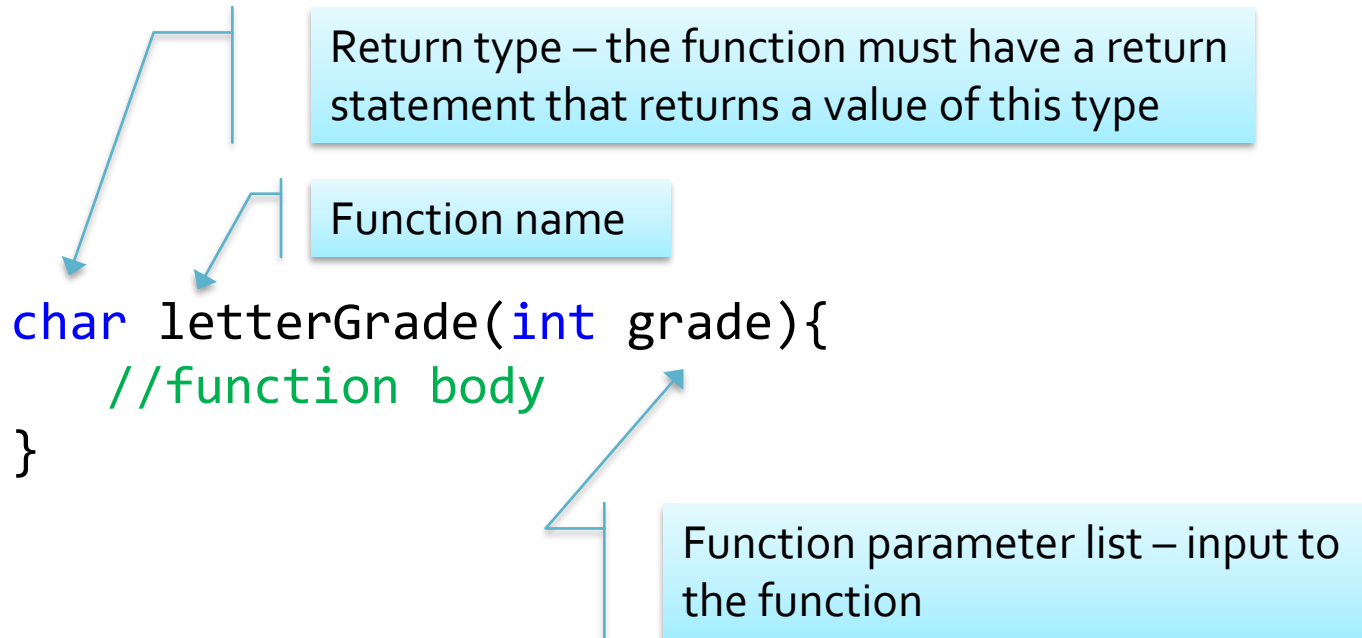 Return type – the function must have a return
statement that returns a value of this type
Function name
char letterGrade(int grade){
//function body
}
Function parameter list – input to
the function